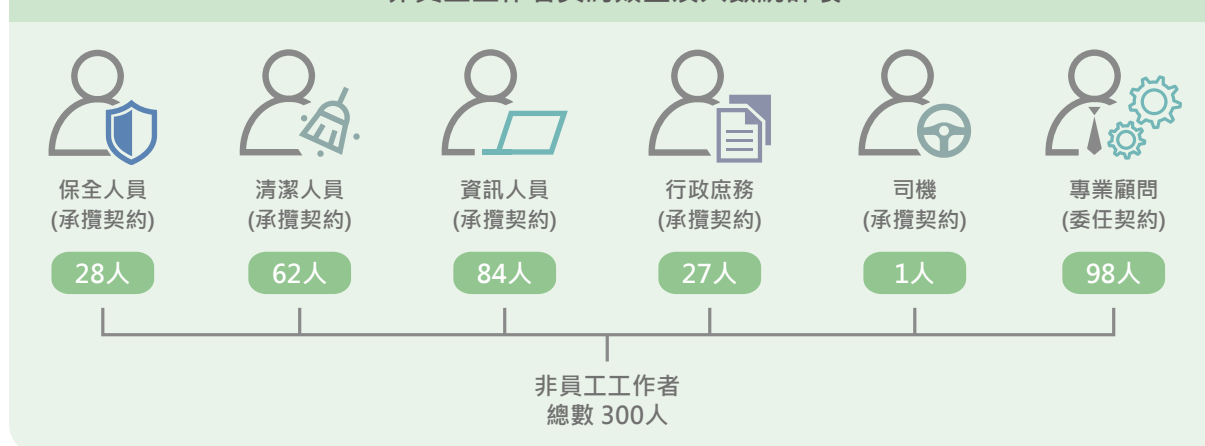 保全人員
(承攬契約)
28人
清潔人員
(承攬契約)
62人
資訊人員
(承攬契約)
84人
行政庶務
(承攬契約)
27人
司機
(承攬契約)
1人
專業顧問
(委任契約)
98人
非員工工作者
總數 300人